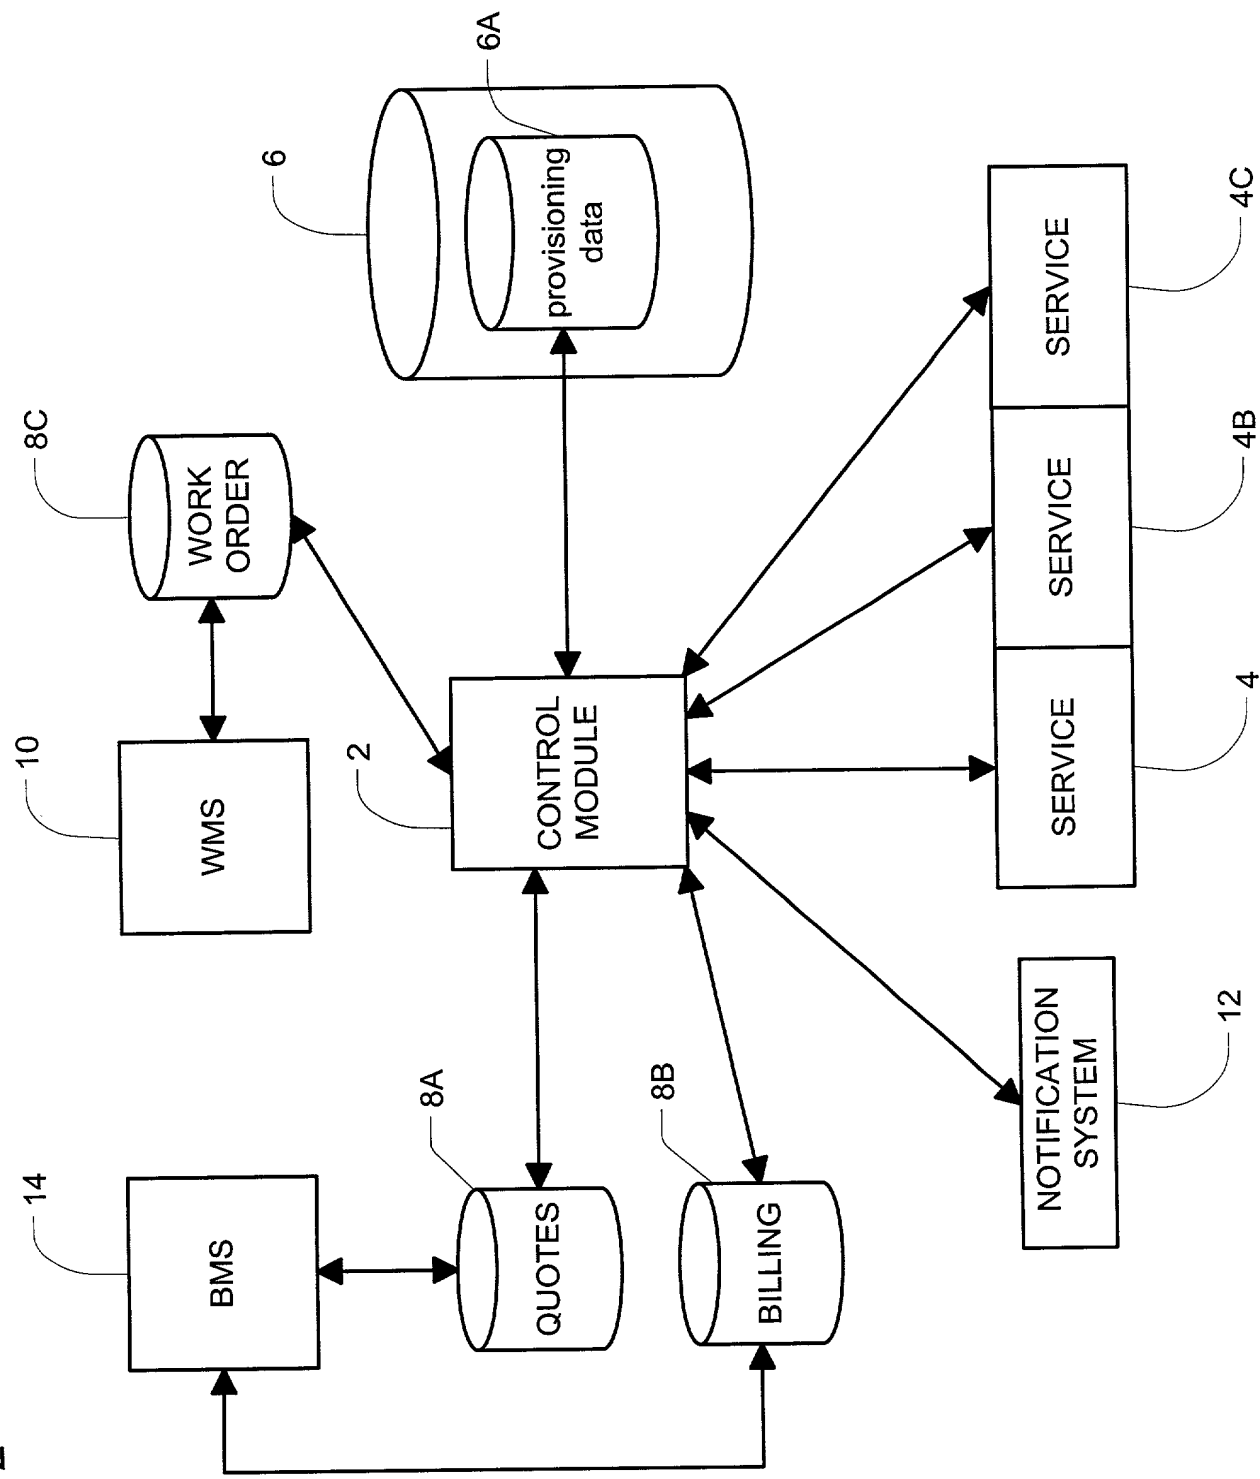 14
BMS
8A
QUOTES
8B
BILLING
10
WMS
8C
WORK
ORDER
2
CONTROL
MODULE
6
6A
provisioning
data
NOTIFICATION
SYSTEM
12
SERVICE
4
SERVICE
4B
SERVICE
4C